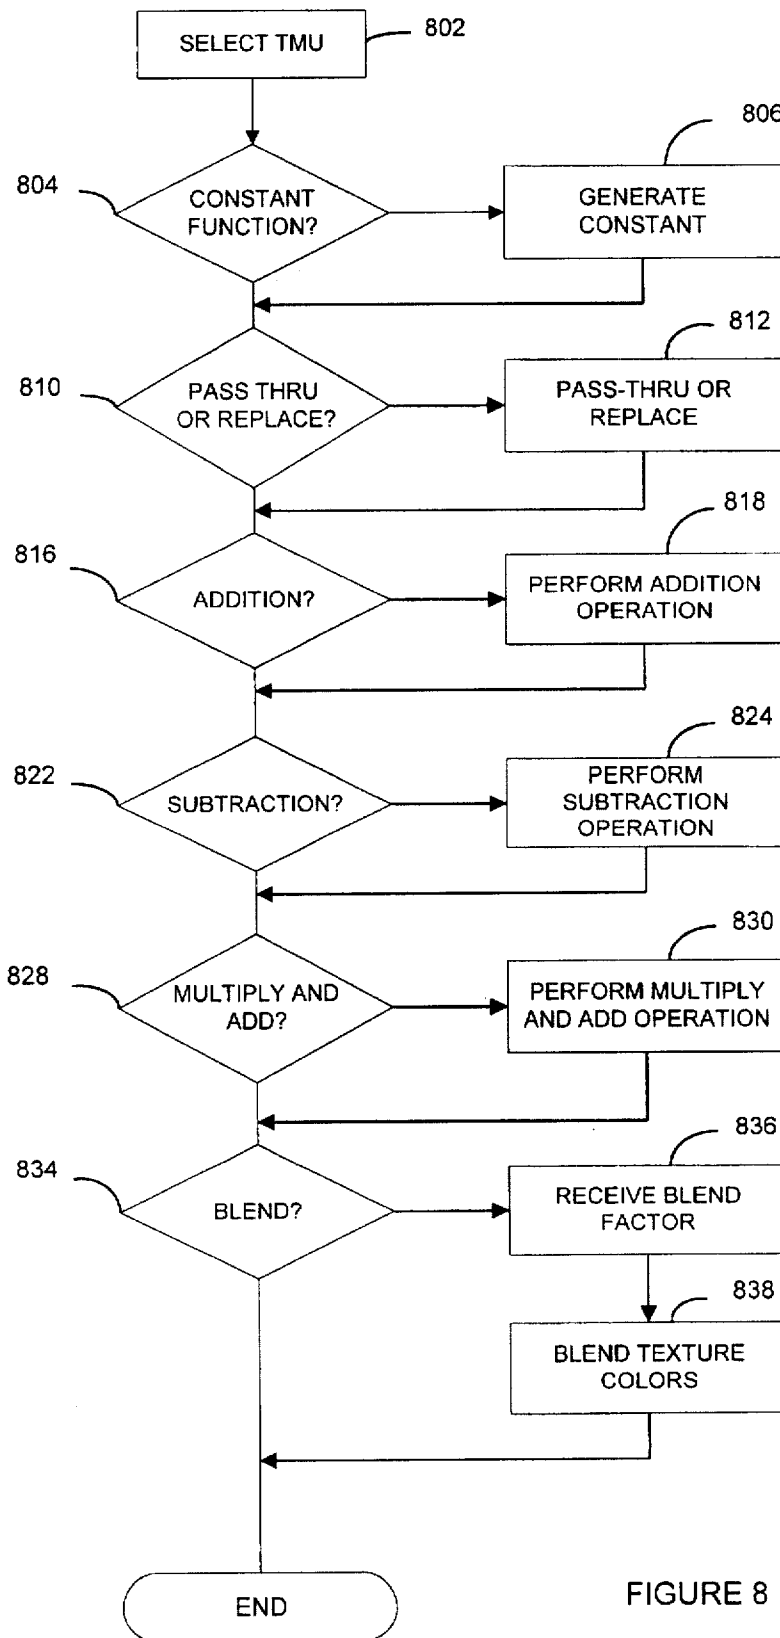 SELECT TMU
802
806
804
CONSTANT
FUNCTION?
GENERATE
CONSTANT
812
810
PASS THRU
OR REPLACE?
PASS-THRU OR
REPLACE
818
816
ADDITION?
PERFORM ADDITION
OPERATION
824
822
SUBTRACTION?
PERFORM
SUBTRACTION
OPERATION
830
828
MULTIPLY AND
ADD?
PERFORM MULTIPLY
AND ADD OPERATION
836
834
BLEND?
RECEIVE BLEND
FACTOR
838
BLEND TEXTURE
COLORS
END
FIGURE 8